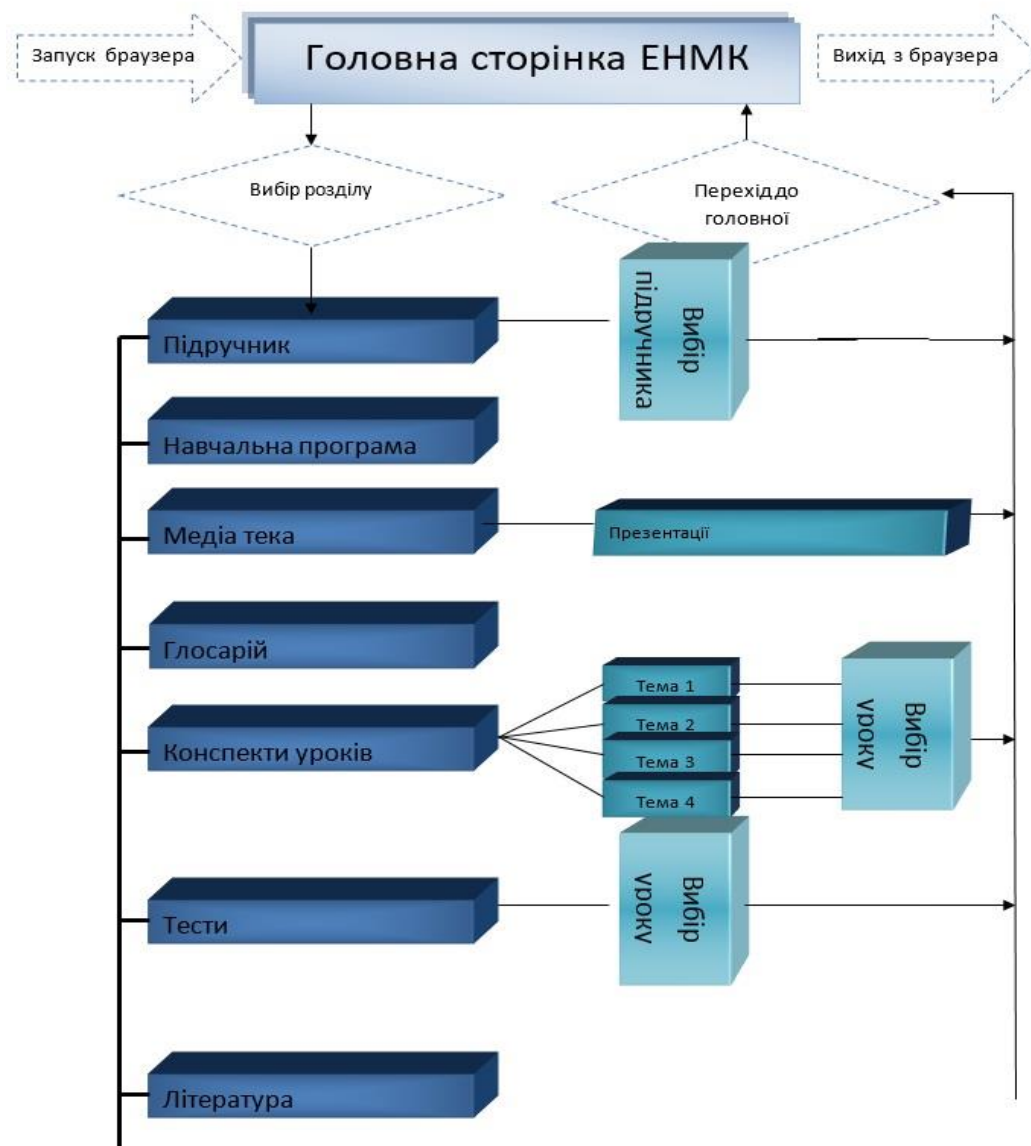 Запуск браузера
Головна сторінка ЕНМК
Вихід з браузера
Вибір розділу
Перехіддо
головної
Підручник
Вибір
підручника
Навчальна програма
Медіа тека
Презентації
Глосарій
Конспекти уроків
Тема 1
Тема 2
Тема 3
Тема 4
Вибір
уроку
Тести
Вибір
уроку
Література